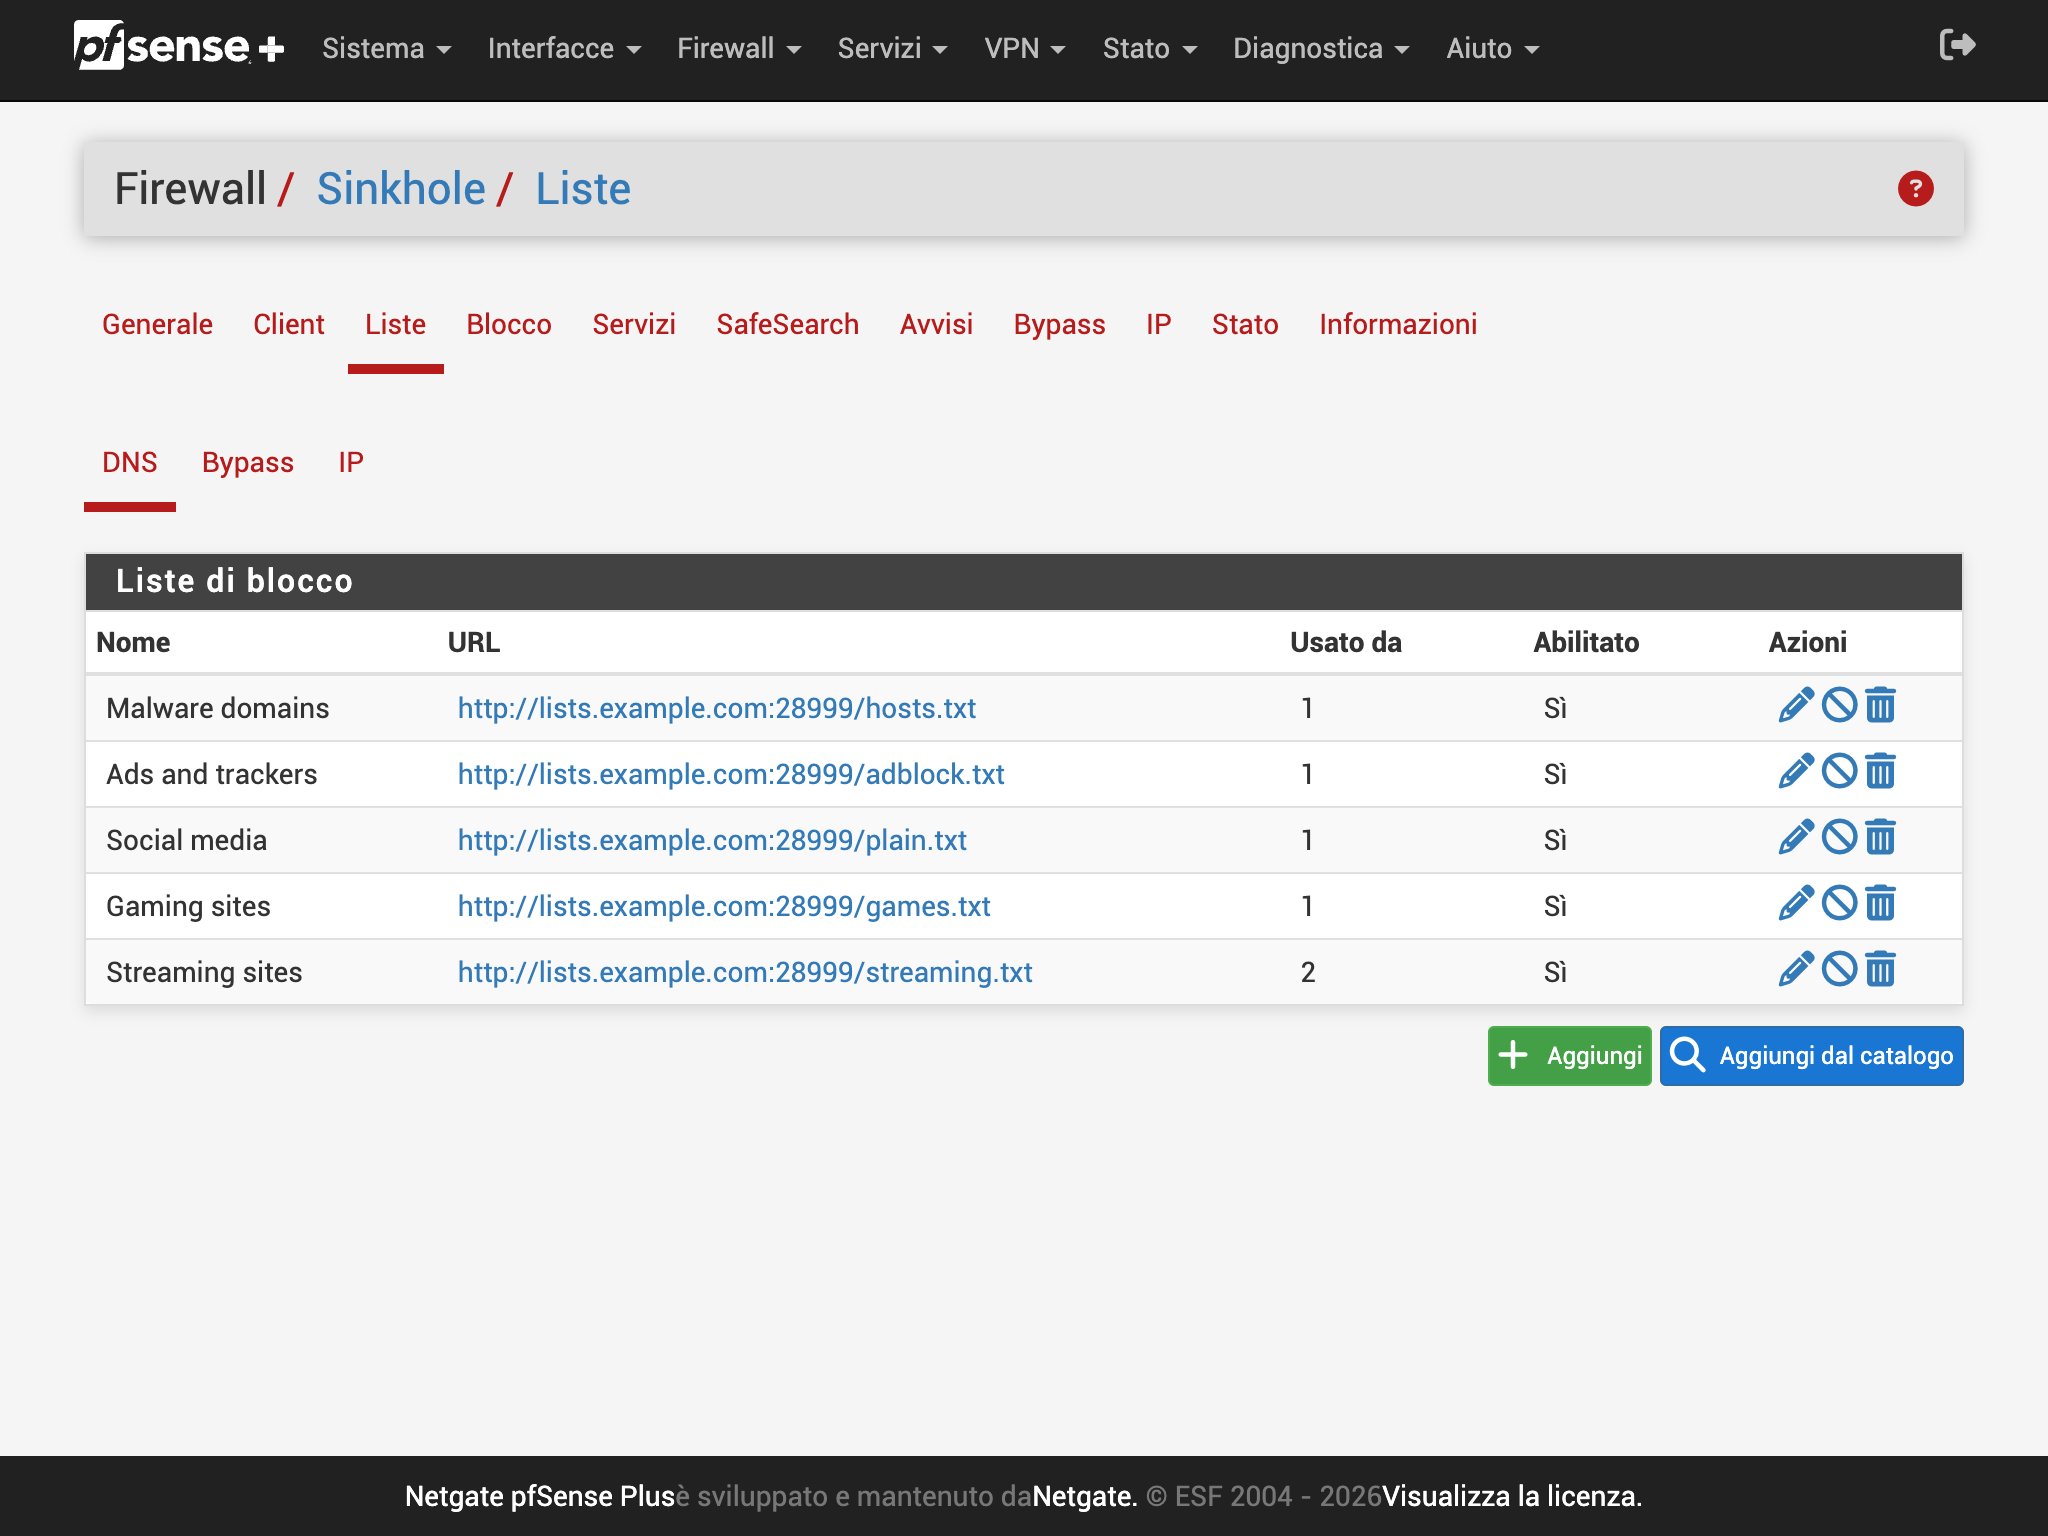 pfsense+ Sistema Interfacce Firewall Servizi VPN Stato Diagnostica Aiuto
Firewall / Sinkhole / Liste ?
Generale Client Liste Blocco Servizi SafeSearch Avvisi Bypass IP Stato Informazioni
DNS Bypass IP
Liste di blocco
Nome URL Usato da Abilitato Azioni
Malware domains http://lists.example.com:28999/hosts.txt 1 Sì
Ads and trackers http://lists.example.com:28999/adblock.txt 1 Sì
Social media http://lists.example.com:28999/plain.txt 1 Sì
Gaming sites http://lists.example.com:28999/games.txt 1 Sì
Streaming sites http://lists.example.com:28999/streaming.txt 2 Sì
Aggiungi Aggiungi dal catalogo
Netgate pfSense Plusè sviluppato e mantenuto daNetgate. © ESF 2004 - 2026Visualizza la licenza.